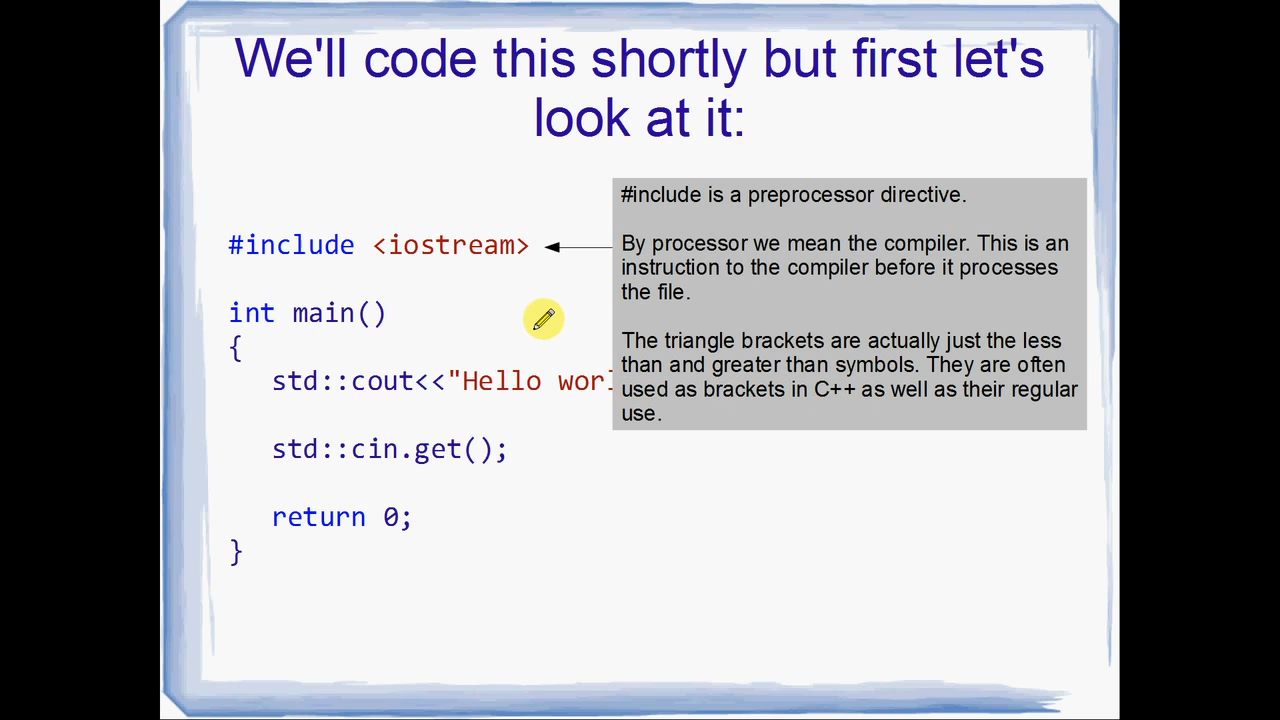 We'll code this shortly but first let's
look at it:
#include <iostream>
int main()
{
std::cout<<"Hello
std::cin.get();
return 0;
}
#include is a preprocessor directive.
By processor we mean the compiler. This is an
instruction to the compiler before it processes
the file.
The triangle brackets are actually just the less
than and greater than symbols. They are often
used as brackets in C++ as well as their regular
use.